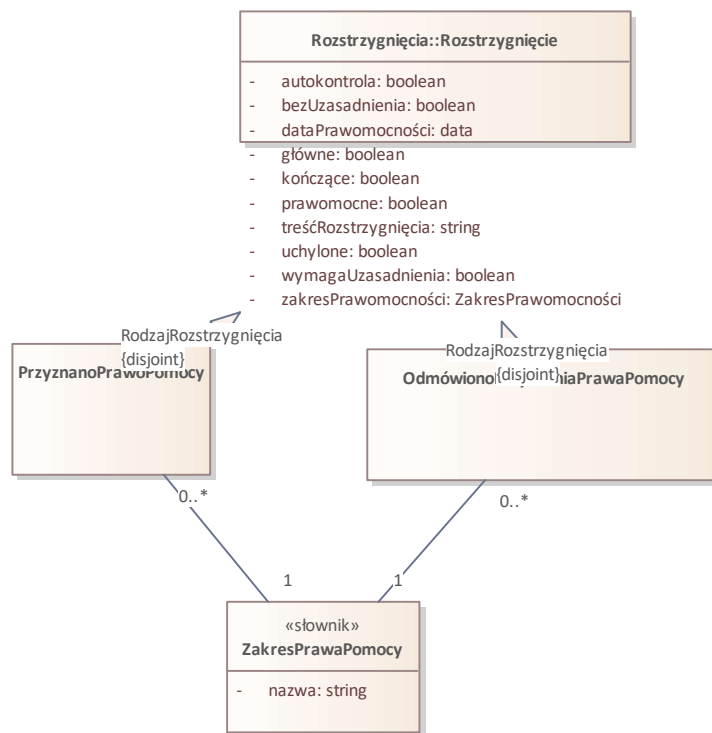 Rozstrzygnięcia::Rozstrzygnięcie
- autokontrola: boolean
- bezUzasadnienia: boolean
- dataPrawomocności: data
- główne: boolean
- kończące: boolean
- prawomocne: boolean
- treśćRozstrzygnięcia: string
- uchylone: boolean
- wymagaUzasadnienia: boolean
- zakresPrawomocności: ZakresPrawomocności
RodzajRozstrzygnięcia
{disjoint}
PrzyznanoPrawoPomocy
RodzajRozstrzygnięcia
{disjoint}
0..*
0..*
1
1
«słownik»
ZakresPrawaPomocy
- nazwa: string